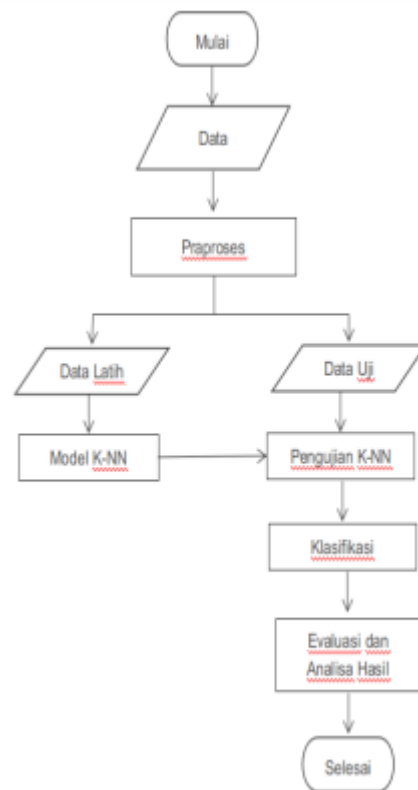 Mulai
Data
Praproses
Data Latih
Data Uji
Model K-NN
Pengujian K-NN
Klasifikasi
Evaluasi dan
Analisa Hasil
Selesai